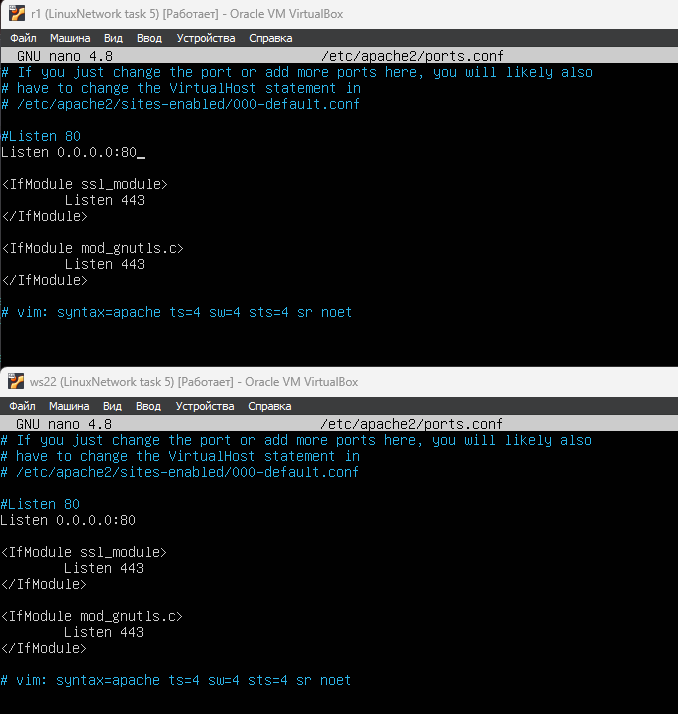 r1 (LinuxNetwork task 5) [Работает] - Oracle VM VirtualBox
Файл Машина Вид Ввод Устройства Справка
GNU nano 4.8 /etc/apache2/ports.conf
# If you just change the port or add more ports here, you will likely also
# have to change the VirtualHost statement in
# /etc/apache2/sites-enabled/000-default.conf
#Listen 80
Listen 0.0.0.0:80_
<IfModule ssl_module>
Listen 443
</IfModule>
<IfModule mod_gnutls.c>
Listen 443
</IfModule>
# vim: syntax=apache ts=4 sw=4 sts=4 sr noet
ws22 (LinuxNetwork task 5) [Работает] - Oracle VM VirtualBox
Файл Машина Вид Ввод Устройства Справка
GNU nano 4.8 /etc/apache2/ports.conf
# If you just change the port or add more ports here, you will likely also
# have to change the VirtualHost statement in
# /etc/apache2/sites-enabled/000-default.conf
#Listen 80
Listen 0.0.0.0:80
<IfModule ssl_module>
Listen 443
</IfModule>
<IfModule mod_gnutls.c>
Listen 443
</IfModule>
# vim: syntax=apache ts=4 sw=4 sts=4 sr noet